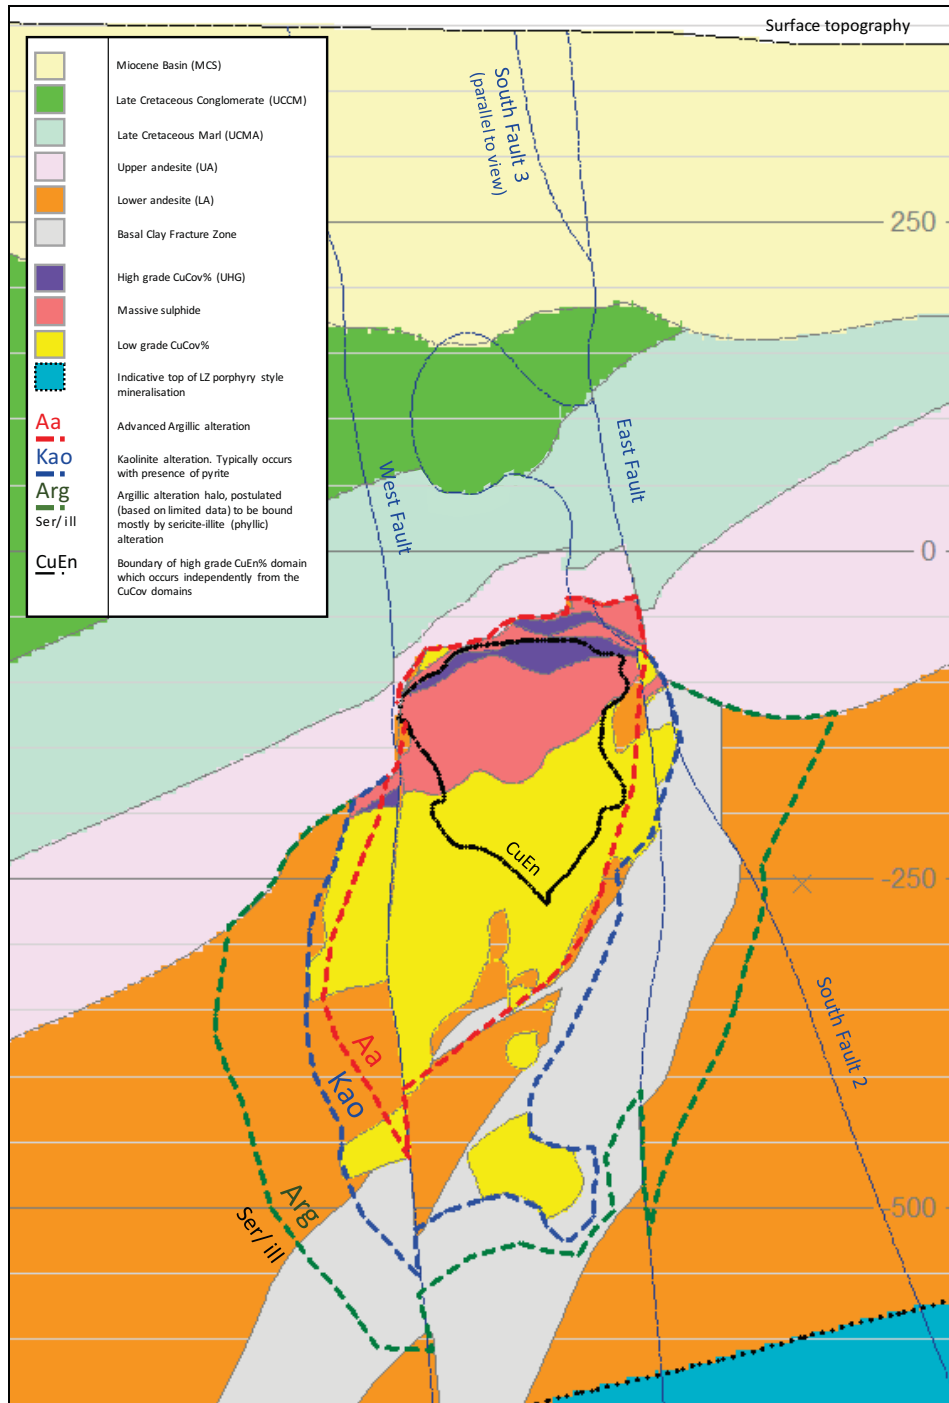 Surface topography
Miocene Basin (MCS)
Late Cretaceous Conglomerate (UCCM)
Late Cretaceous Marl (UCMA)
Upper andesite (UA)
Lower andesite (LA)
Basal Clay Fracture Zone
High grade CuCov% (UHG)
Massive sulphide
Low grade CuCov%
Indicative top of LZ porphyry style
mineralisation
Aa
Advanced Argillic alteration
Kao
Kaolinite alteration. Typically occurs
with presence of pyrite
Arg
Ser/ill
Argillic alteration halo, postulated
(based on limited data) to be bound
mostly by sericite-illite (phyllic)
alteration
CuEn
Boundary of high grade CuEn% domain
which occurs independently from the
CuCov domains
South Fault 3
(parallel to view)
250
West Fault
East Fault
0
CuEn
-250
South Fault 2
Aa
Kao
Arg
Ser/ill
-500